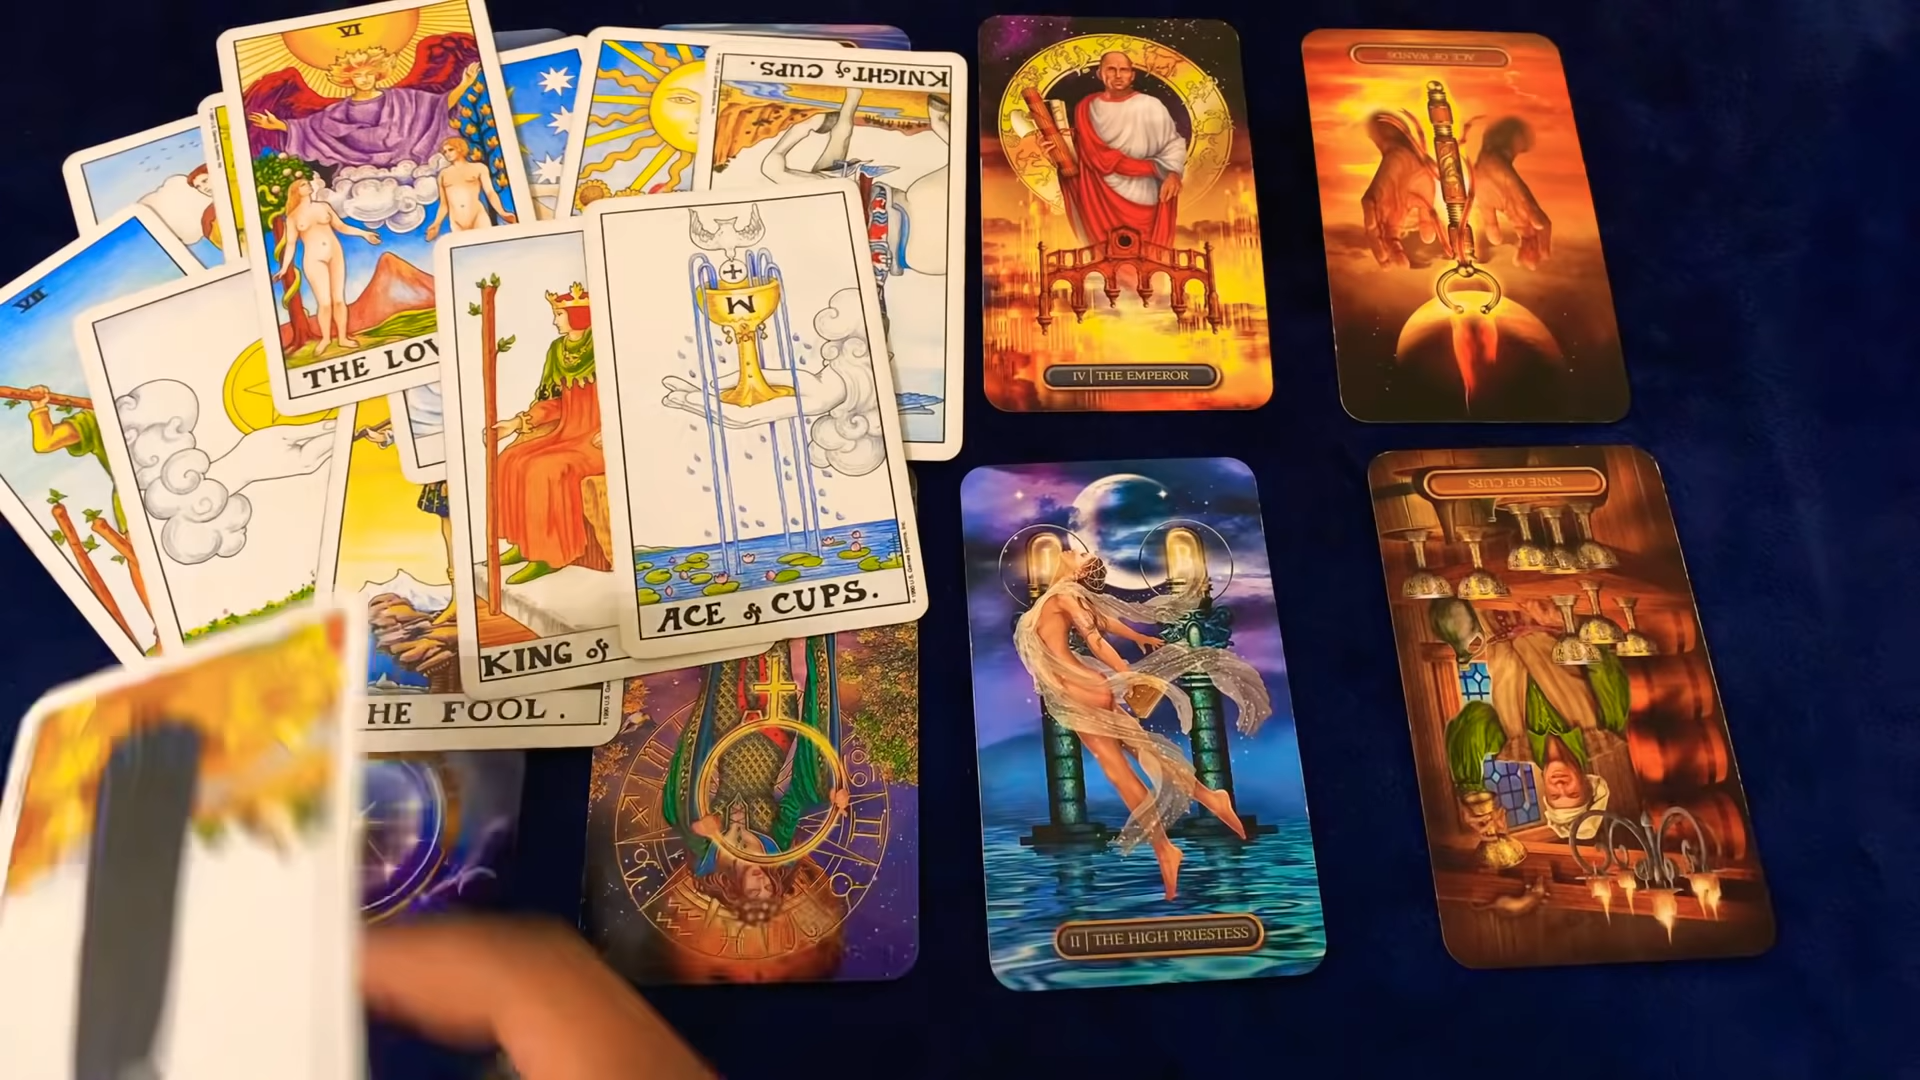 VI
THE LOV
VII
KNIGHT of CUPS.
KING of
ACE of CUPS.
HE FOOL.
IV | THE EMPEROR
ACE OF WANDS
II | THE HIGH PRIESTESS
NINE OF CUPS